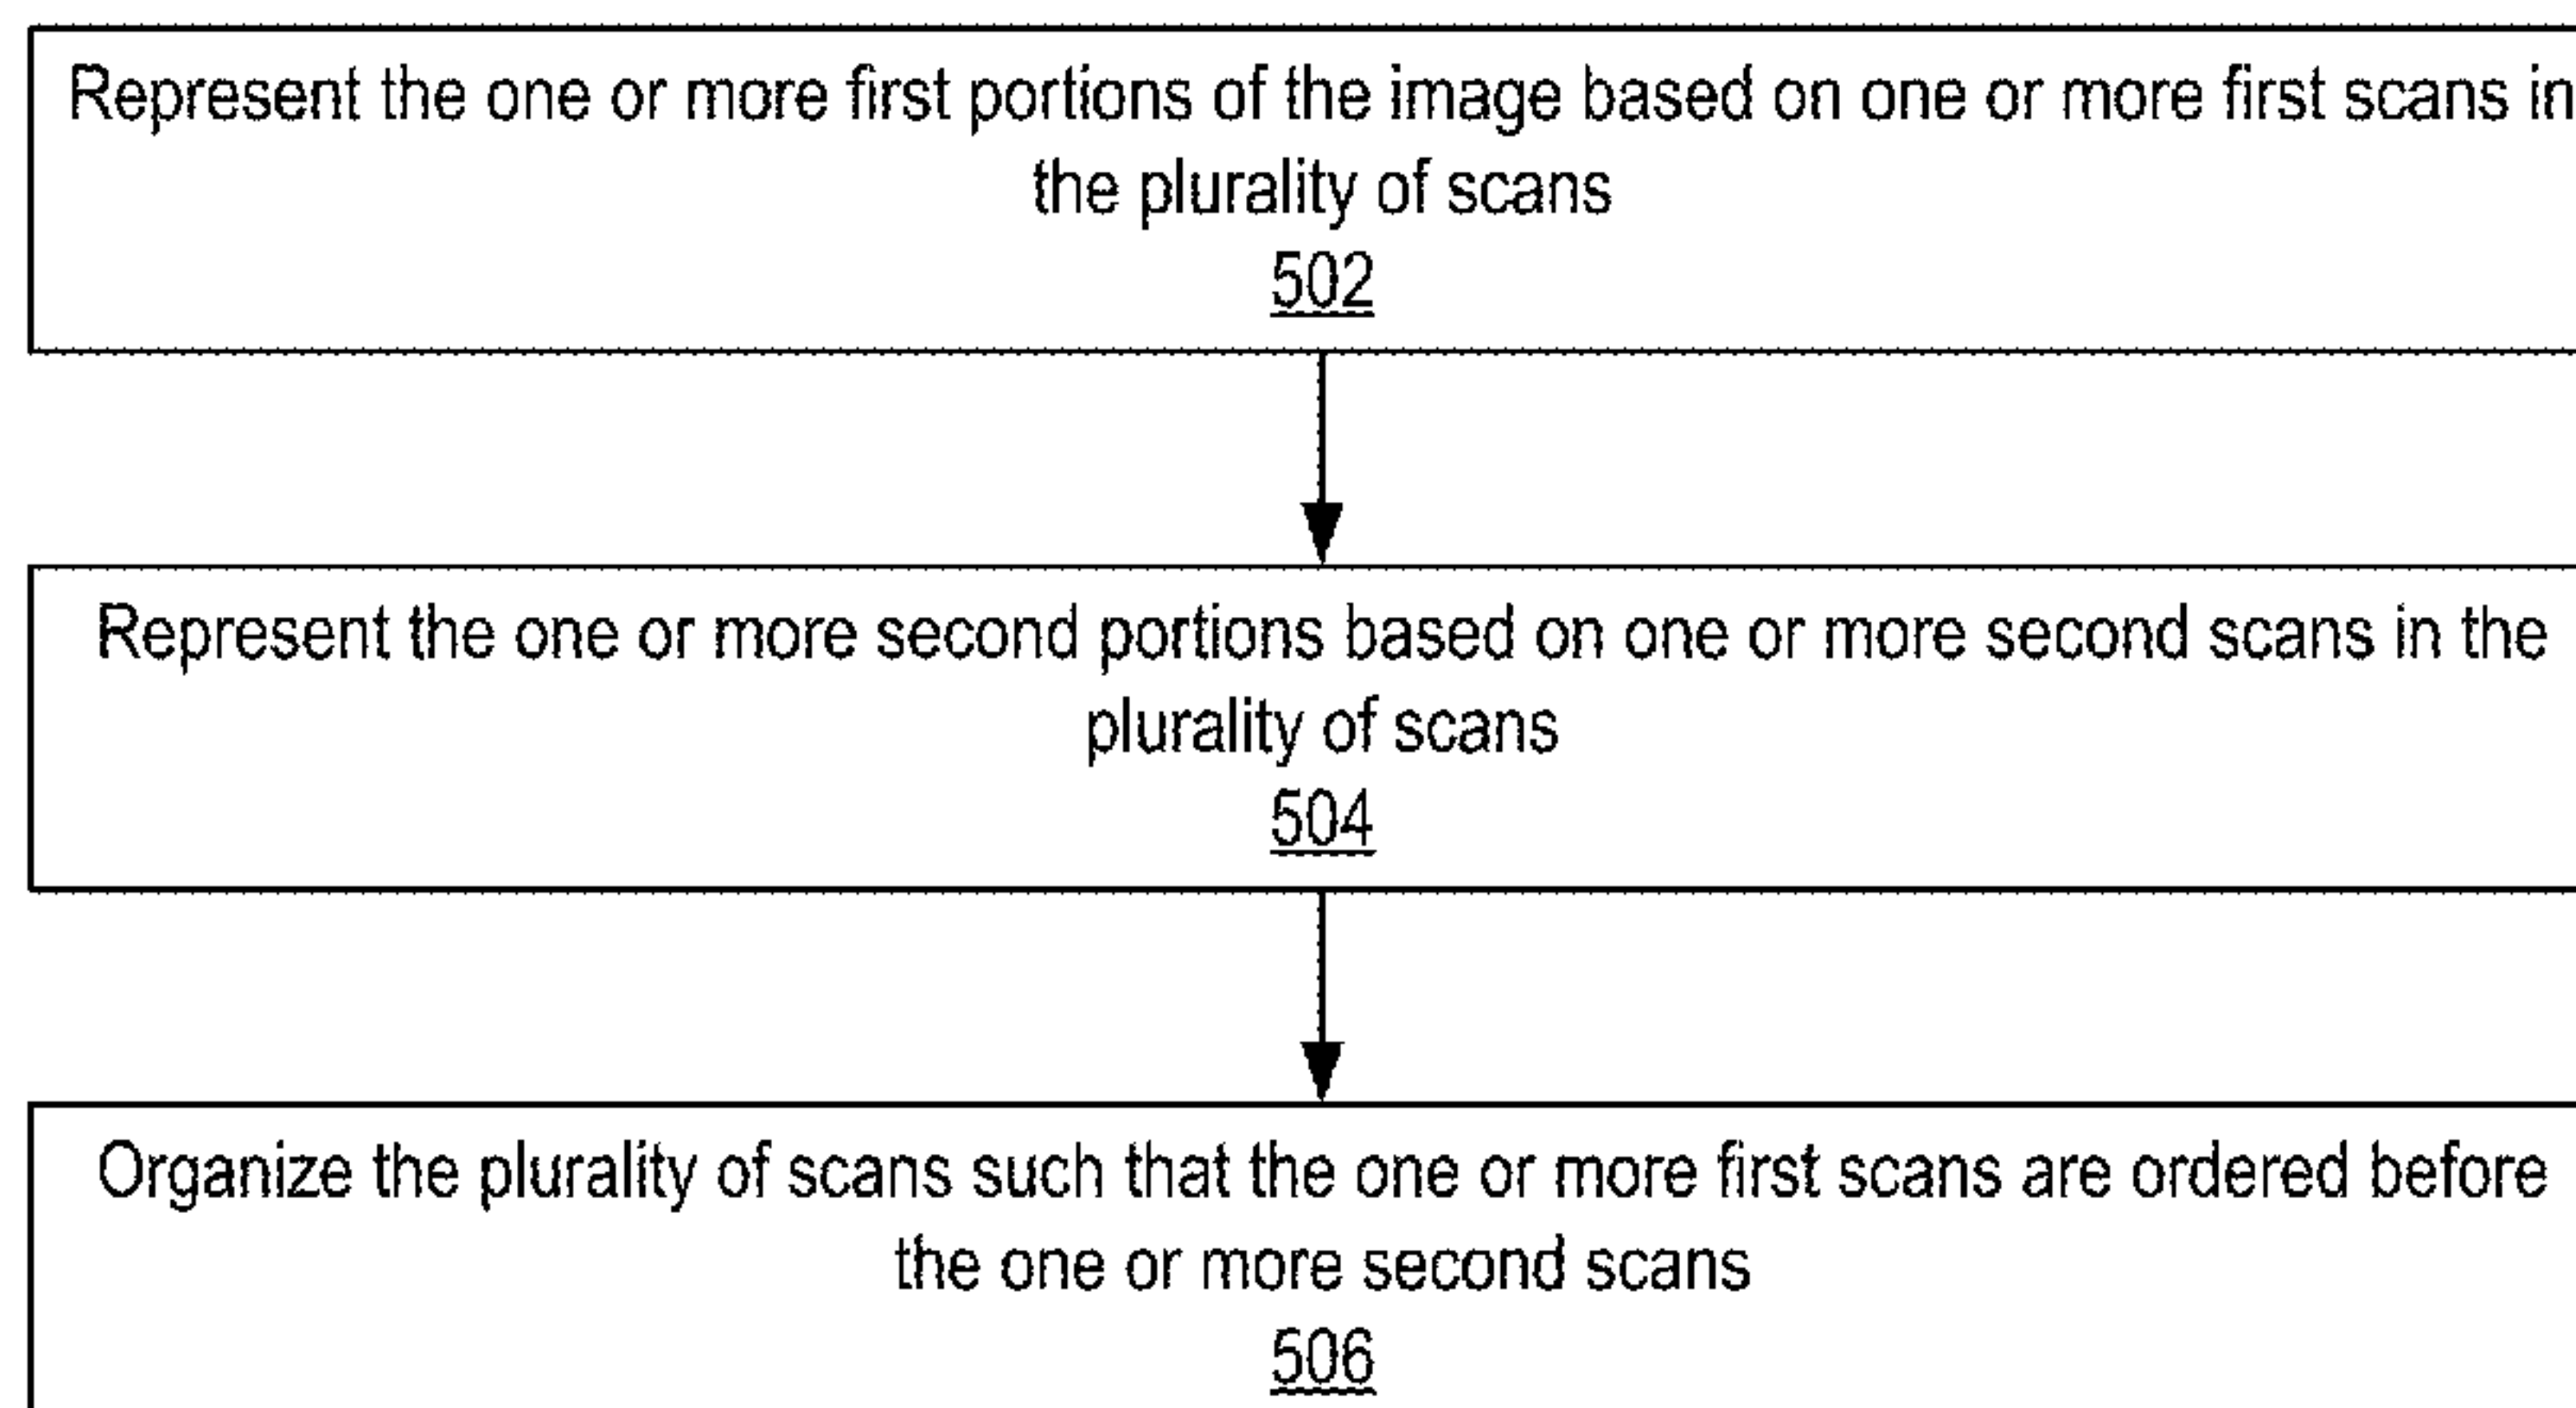 Represent the one or more first portions of the image based on one or more first scans in
the plurality of scans
502
Represent the one or more second portions based on one or more second scans in the
plurality of scans
504
Organize the plurality of scans such that the one or more first scans are ordered before
the one or more second scans
506